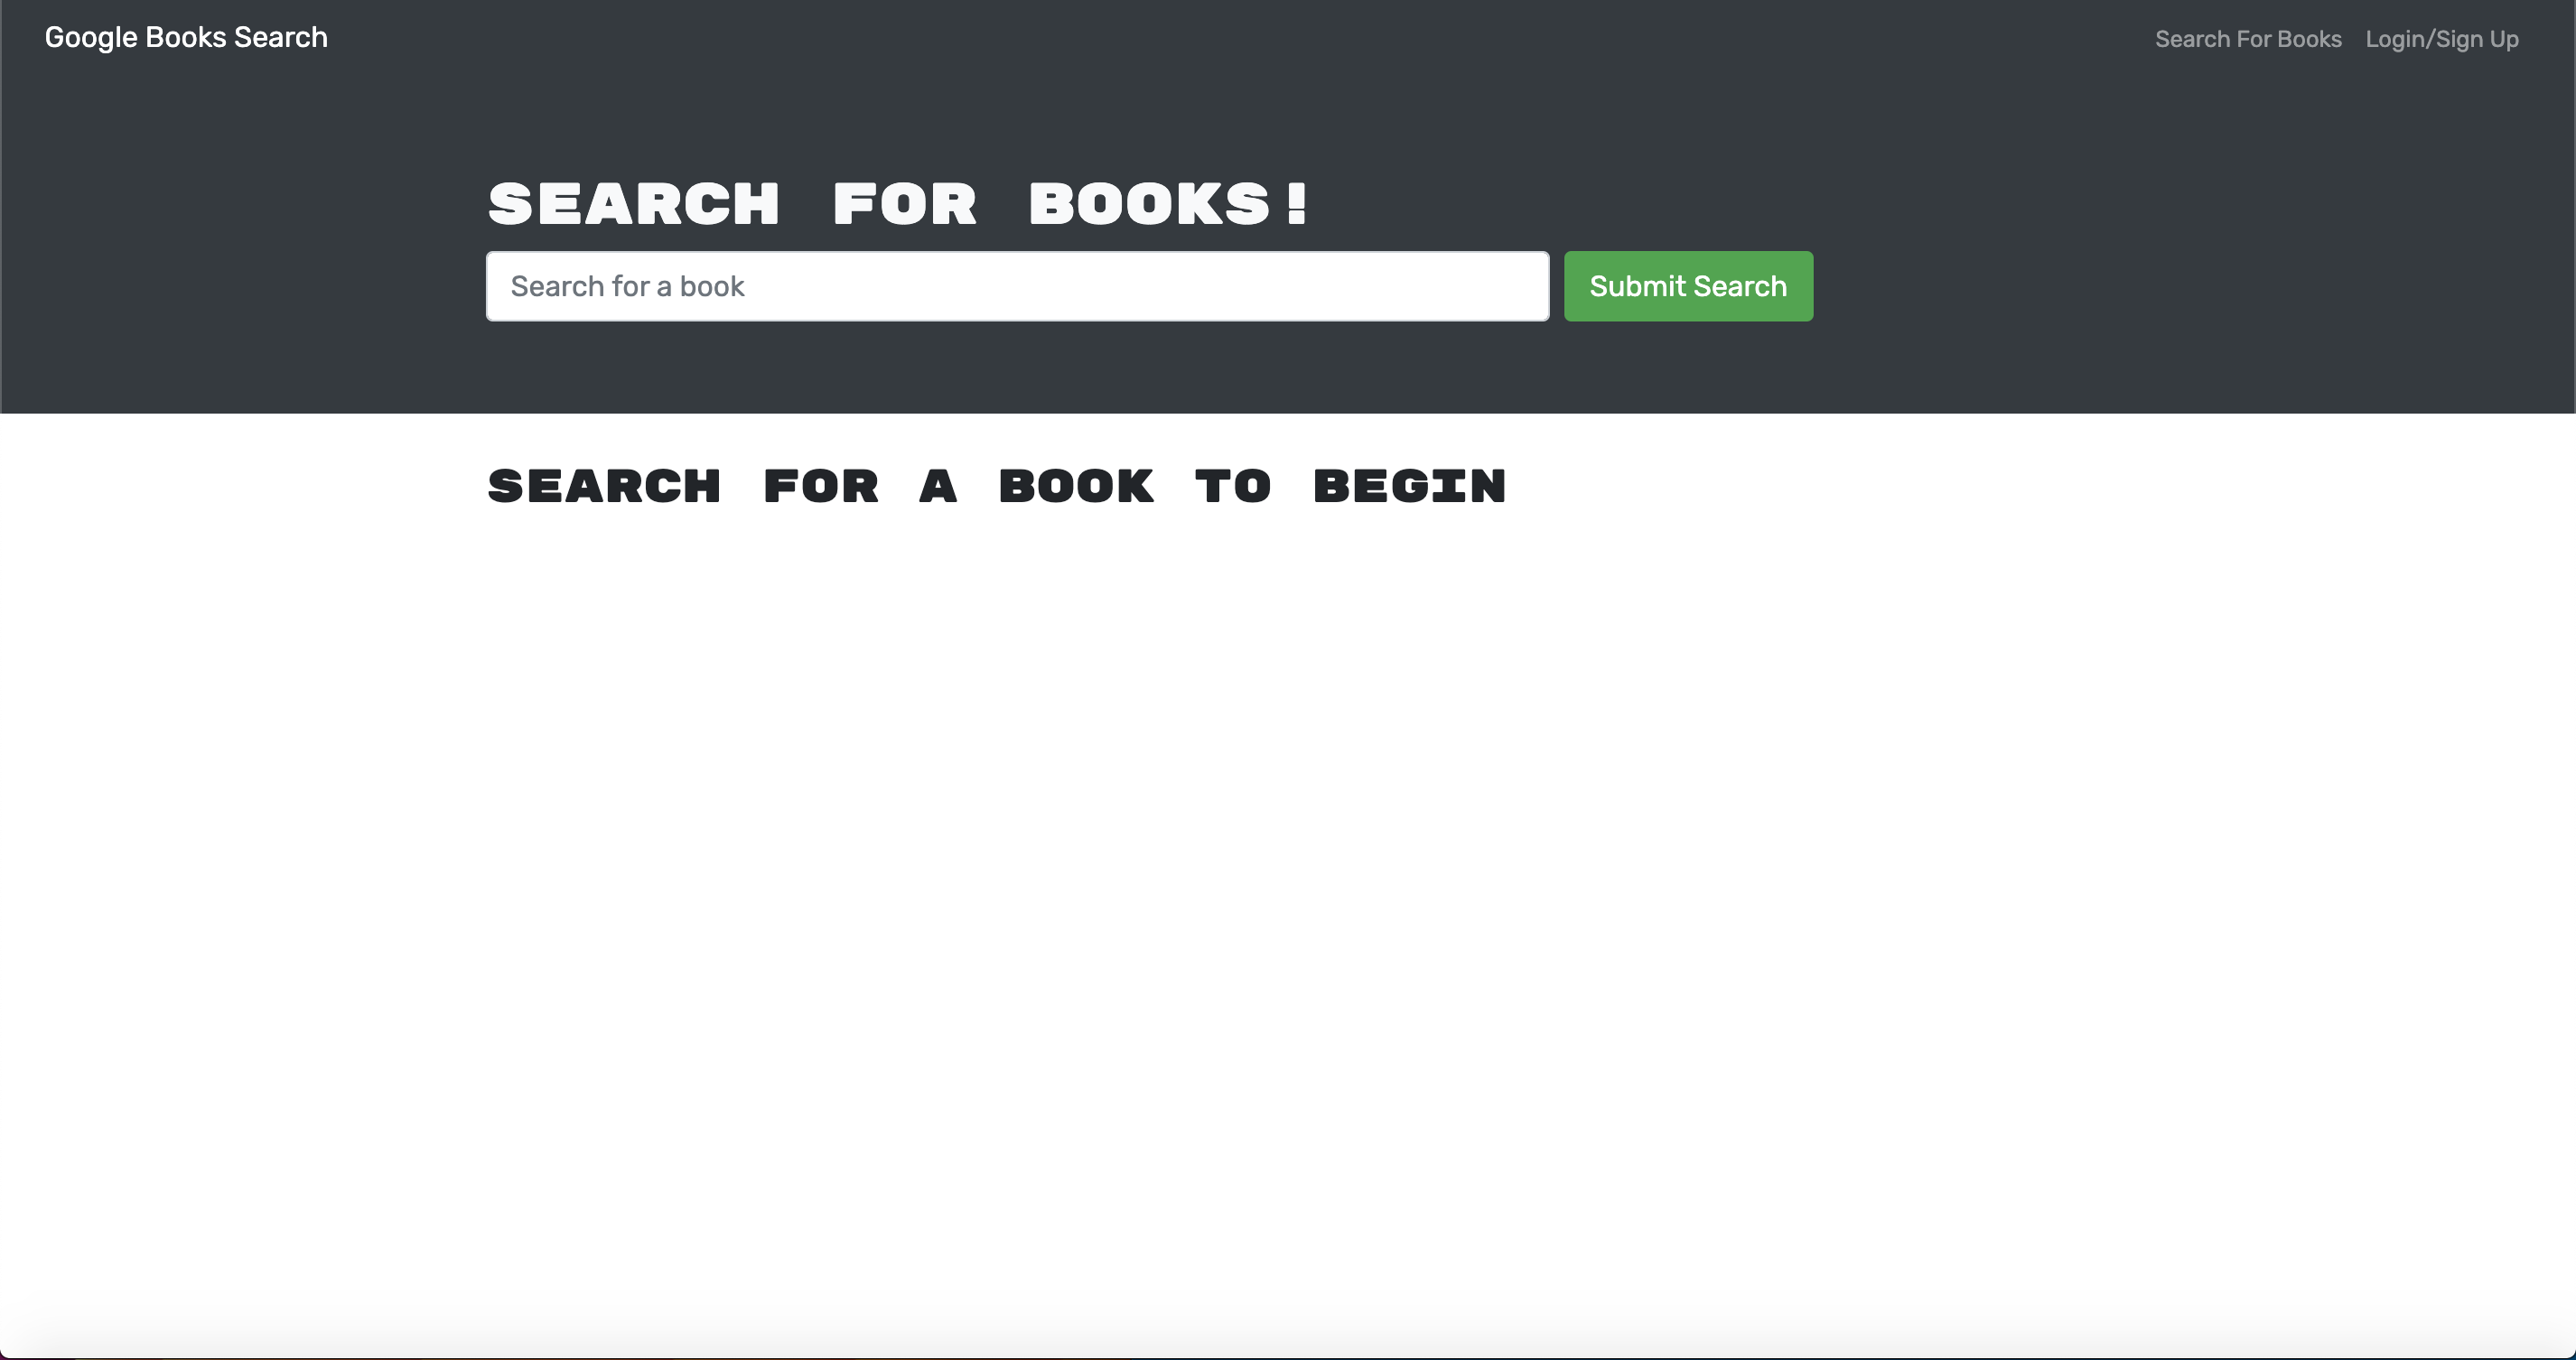 Google Books Search
Search For Books
Login/Sign Up
SEARCH FOR BOOKS!
Search for a book
Submit Search
SEARCH FOR A BOOK TO BEGIN